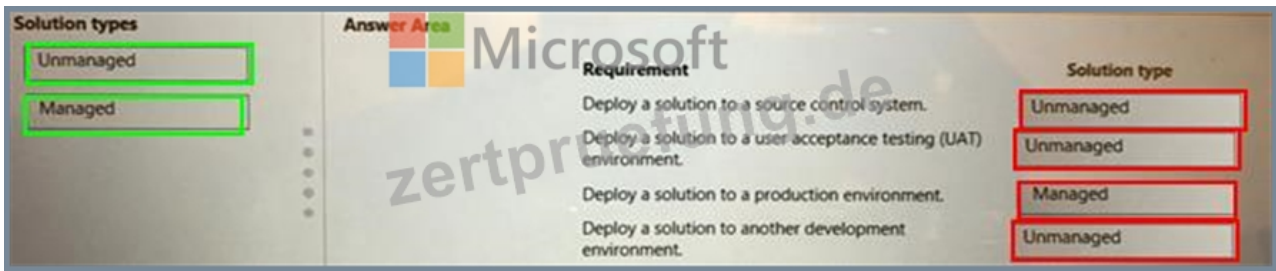 Solution types
Answer Area
Microsoft
zertpruefung.de
Unmanaged
Managed
Requirement
Solution type
Deploy a solution to a source control system.
Unmanaged
Deploy a solution to a user acceptance testing (UAT)
environment.
Unmanaged
Deploy a solution to a production environment.
Managed
Deploy a solution to another development
environment.
Unmanaged